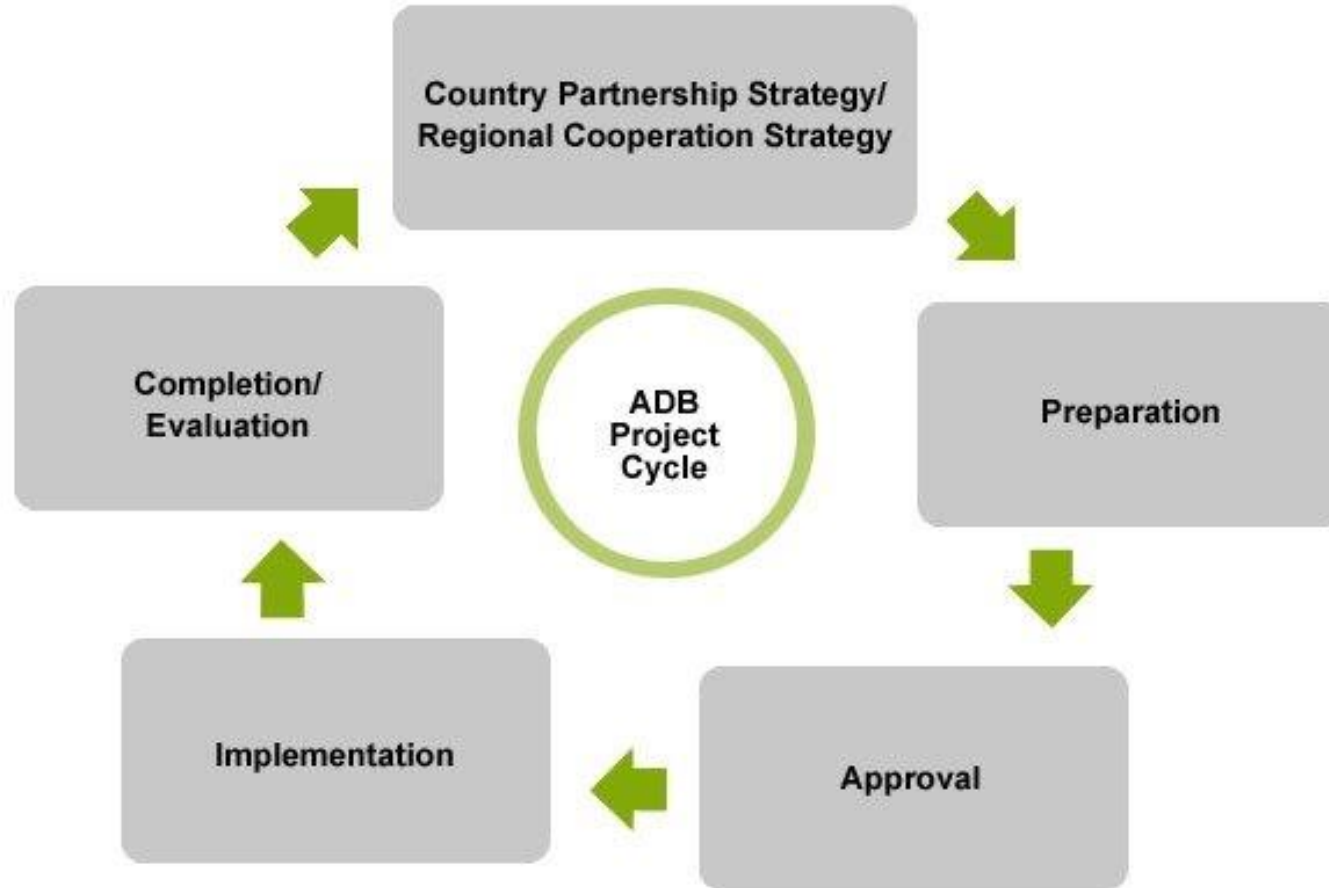 Country Partnership Strategy/
Regional Cooperation Strategy
Completion/
Evaluation
ADB
Project
Cycle
Preparation
Implementation
Approval